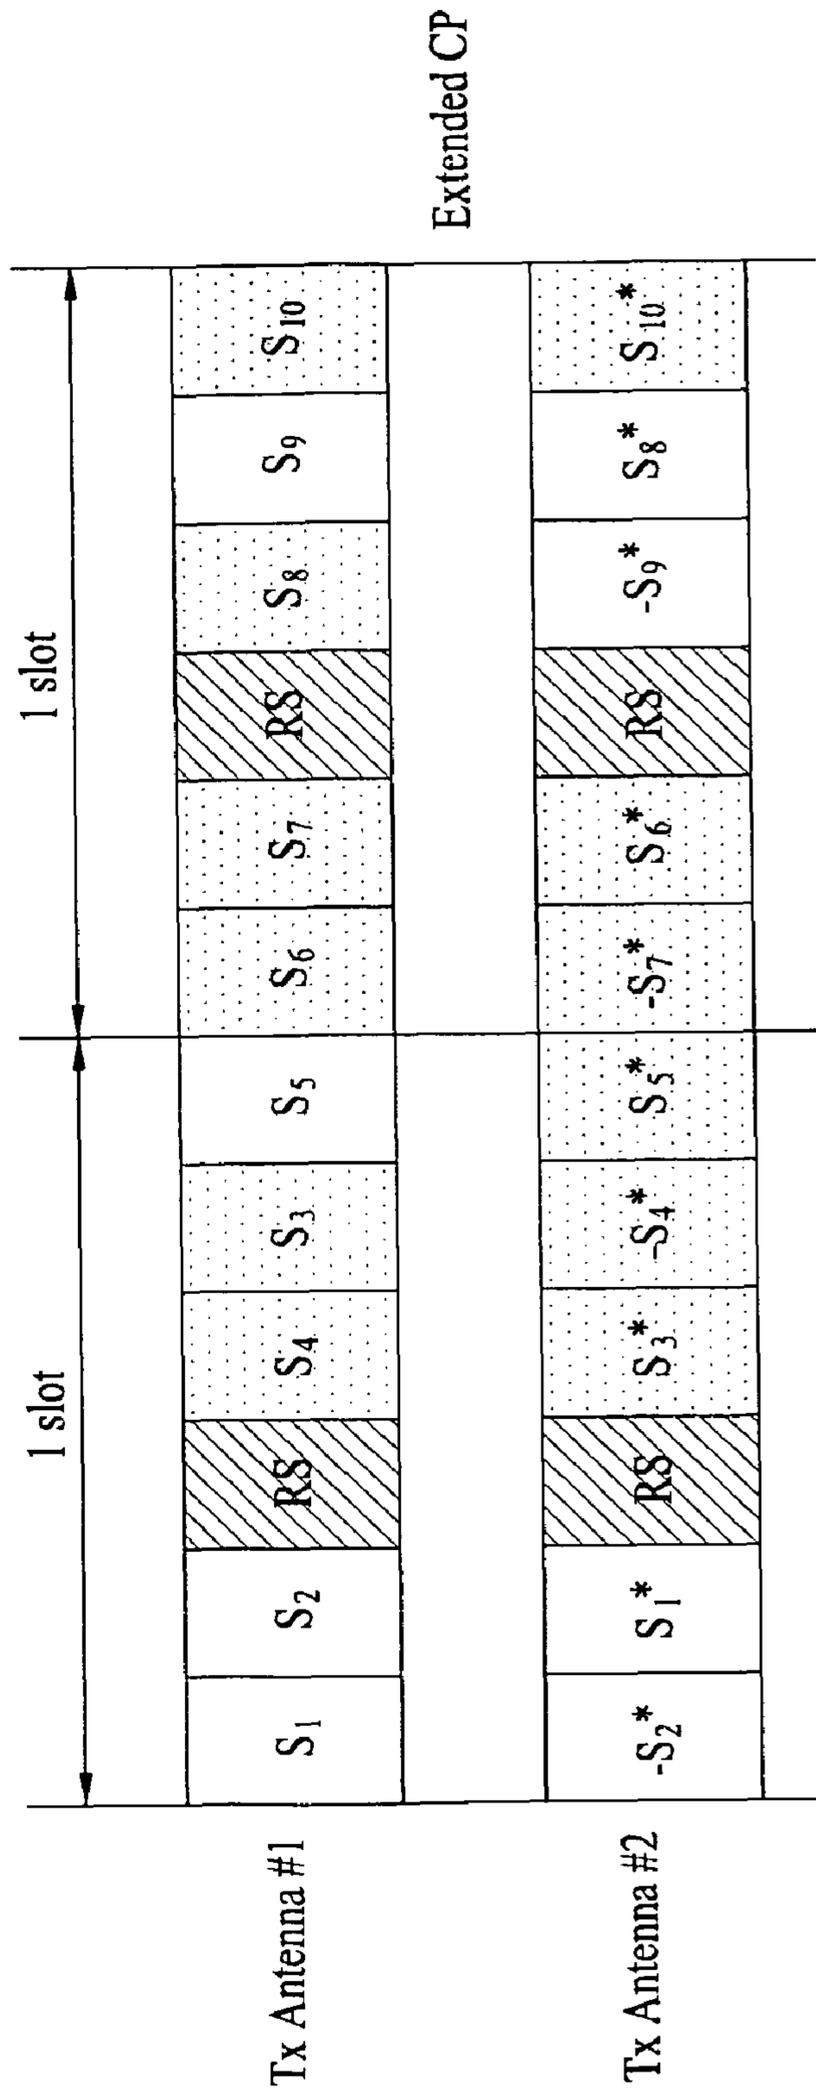 1 slot 1 slot
Tx Antenna #1 S1 S2 RS S4 S3 S5 S6 S7 RS S8 S9 S10
Extended CP
Tx Antenna #2 -S2* S1* RS S3* -S4* S5* -S7* S6* RS -S9* S8* S10*